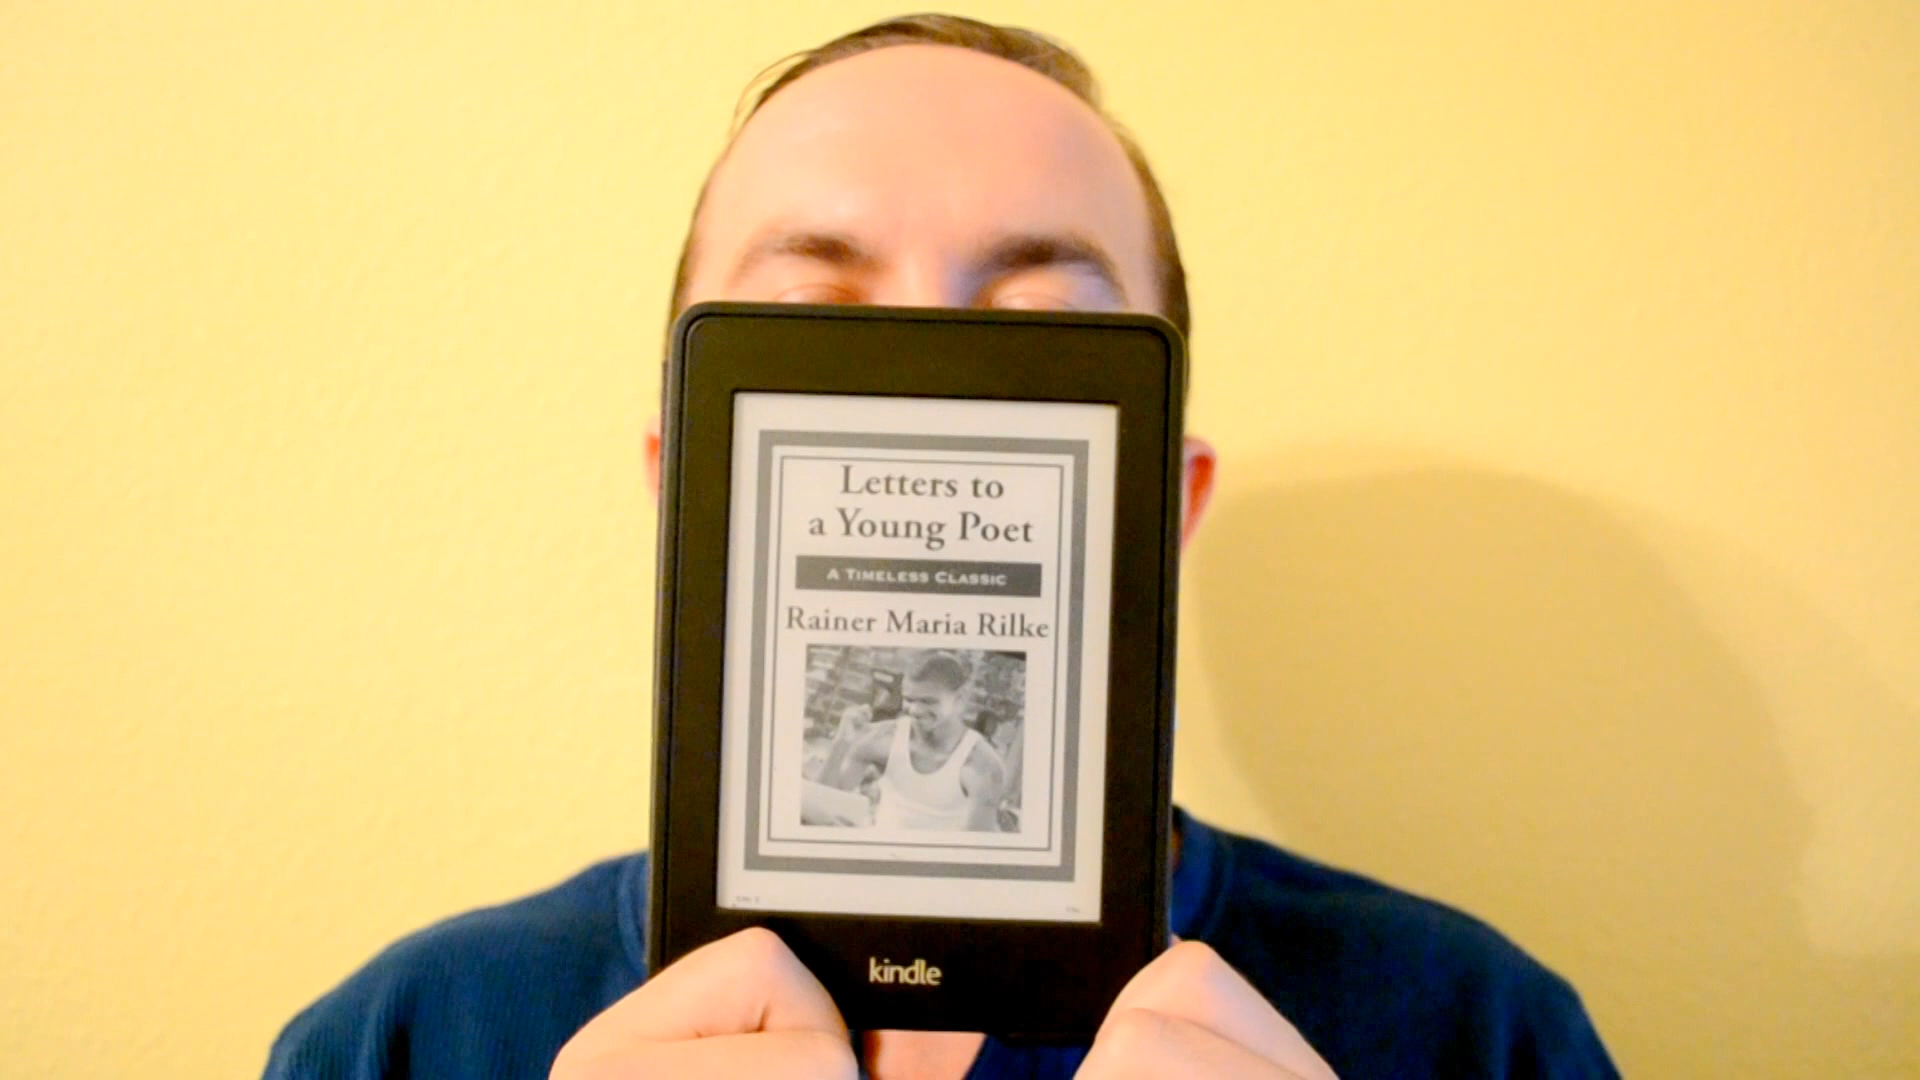 Letters to
a Young Poet
A TIMELESS CLASSIC
Rainer Maria Rilke
kindle